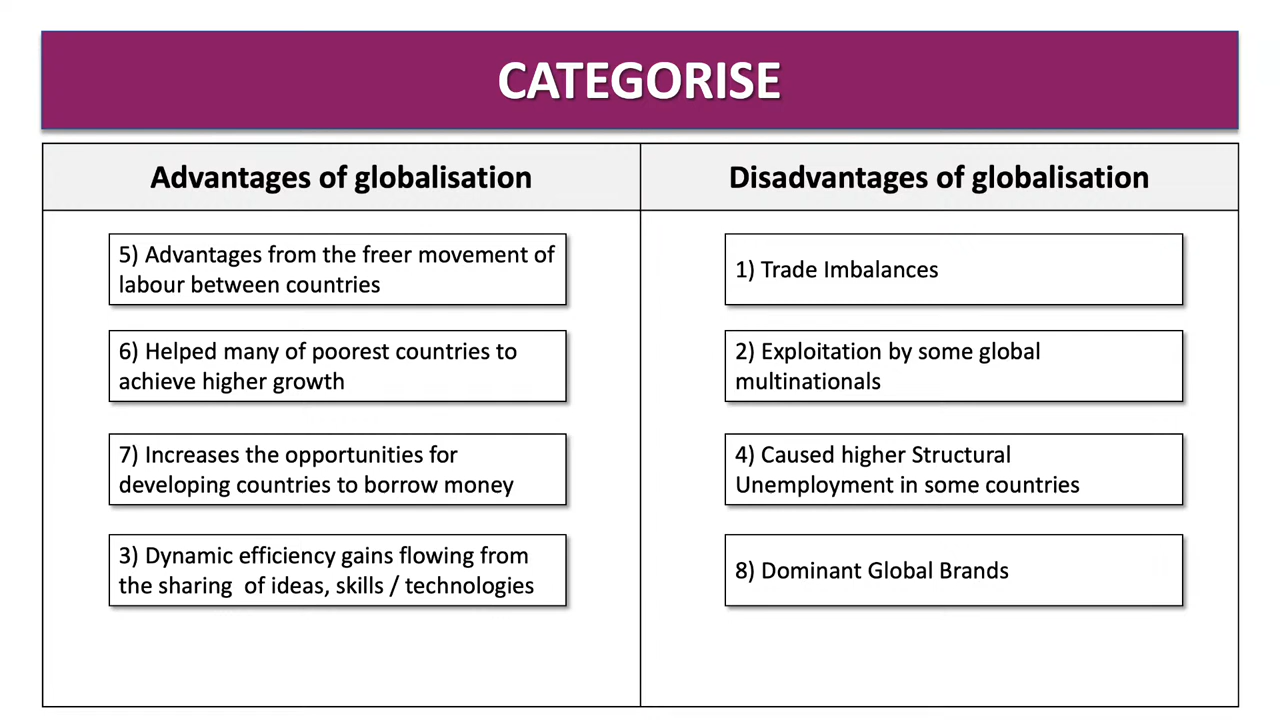 CATEGORISE
Advantages of globalisation
Disadvantages of globalisation
5) Advantages from the freer movement of
labour between countries
6) Helped many of poorest countries to
achieve higher growth
7) Increases the opportunities for
developing countries to borrow money
3) Dynamic efficiency gains flowing from
the sharing  of ideas, skills / technologies
1) Trade Imbalances
2) Exploitation by some global
multinationals
4) Caused higher Structural
Unemployment in some countries
8) Dominant Global Brands